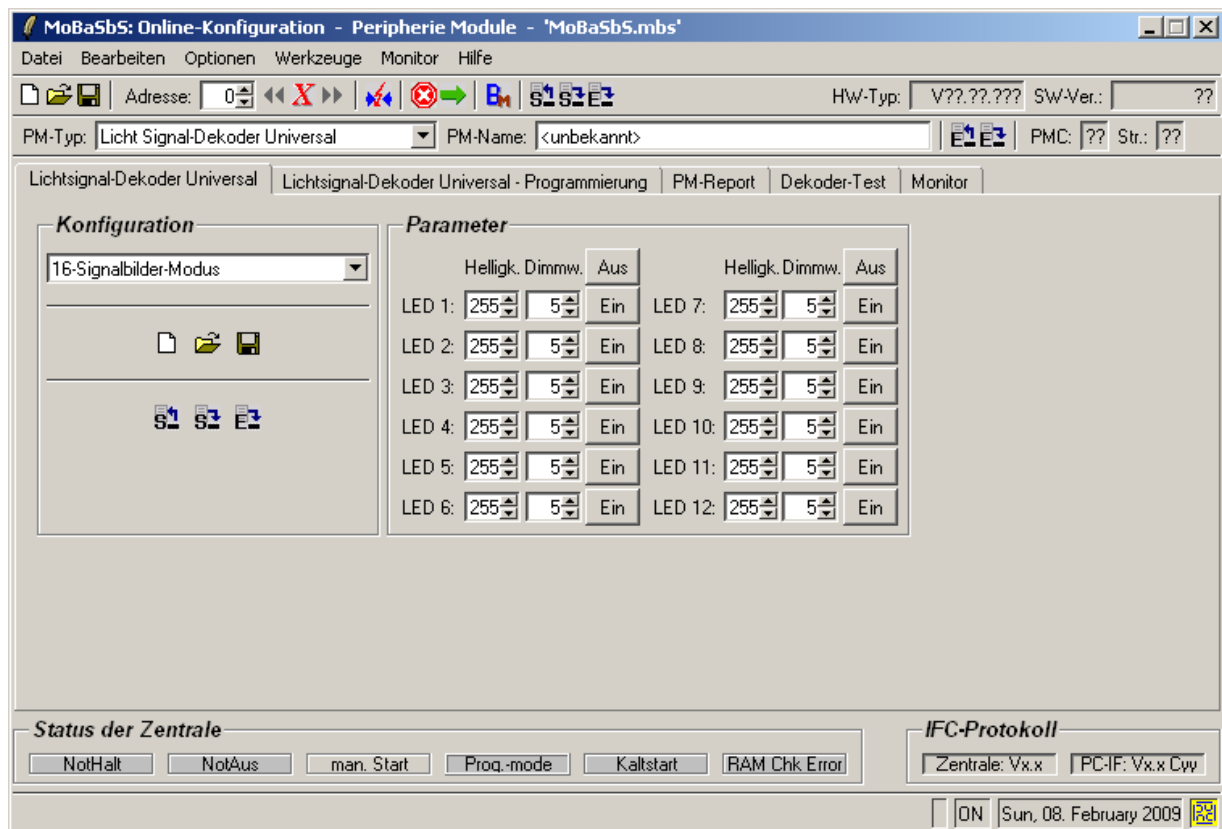 MoBaSbS: Online-Konfiguration - Peripherie Module - 'MoBaSbS.mbs'
Datei Bearbeiten Optionen Werkzeuge Monitor Hilfe
Adresse: 0 X BM S S E HW-Typ: V??.??.??? SW-Ver.: ??
PM-Typ: Licht Signal-Dekoder Universal PM-Name: <unbekannt> E E PMC: ?? Str.: ??
Lichtsignal-Dekoder Universal Lichtsignal-Dekoder Universal - Programmierung PM-Report Dekoder-Test Monitor
Konfiguration
16-Signalbilder-Modus
S S E
Parameter
Helligk. Dimmw. Aus Helligk. Dimmw. Aus
LED 1: 255 5 Ein LED 7: 255 5 Ein
LED 2: 255 5 Ein LED 8: 255 5 Ein
LED 3: 255 5 Ein LED 9: 255 5 Ein
LED 4: 255 5 Ein LED 10: 255 5 Ein
LED 5: 255 5 Ein LED 11: 255 5 Ein
LED 6: 255 5 Ein LED 12: 255 5 Ein
Status der Zentrale
NotHalt NotAus man. Start Prog.-mode Kaltstart RAM Chk Error
IFC-Protokoll
Zentrale: Vx.x PC-IF: Vx.x Cyy
ON Sun, 08. February 2009